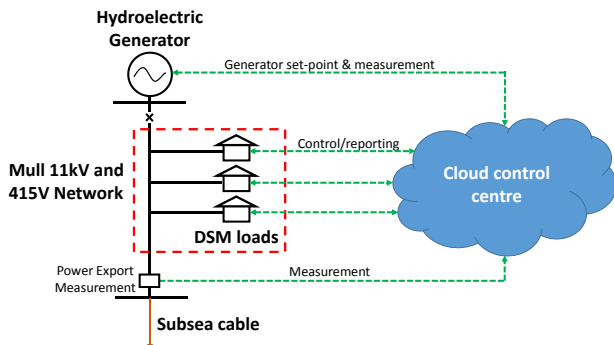 Hydroelectric
Generator
Generator set-point & measurement
Control/reporting
Mull 11kV and
415V Network
Cloud control
centre
DSM loads
Power Export
Measurement
Measurement
Subsea cable